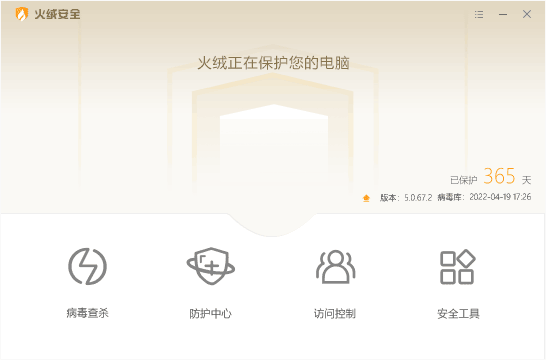 火绒安全
火绒正在保护您的电脑
已保护 365 天
版本: 5.0.67.2 病毒库: 2022-04-19 17:26
病毒查杀 防护中心 访问控制 安全工具